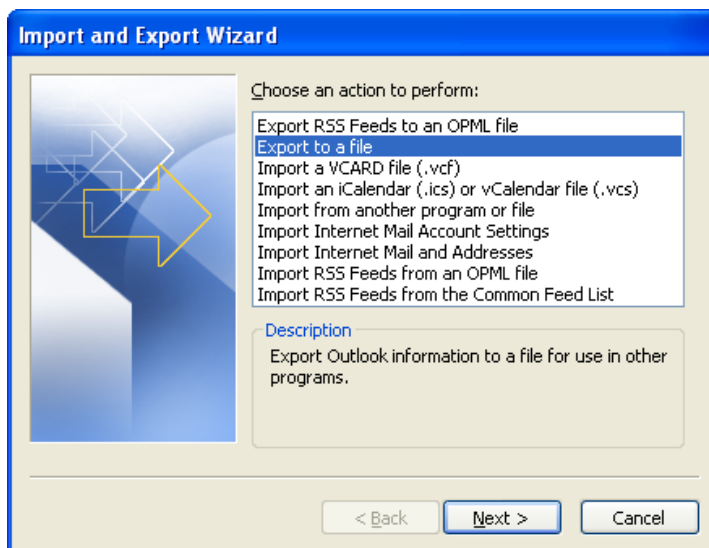 Import and Export Wizard
Choose an action to perform:
Export RSS Feeds to an OPML file
Export to a file
Import a VCARD file (.vcf)
Import an iCalendar (.ics) or vCalendar file (.vcs)
Import from another program or file
Import Internet Mail Account Settings
Import Internet Mail and Addresses
Import RSS Feeds from an OPML file
Import RSS Feeds from the Common Feed List
Description
Export Outlook information to a file for use in other
programs.
< Back Next > Cancel